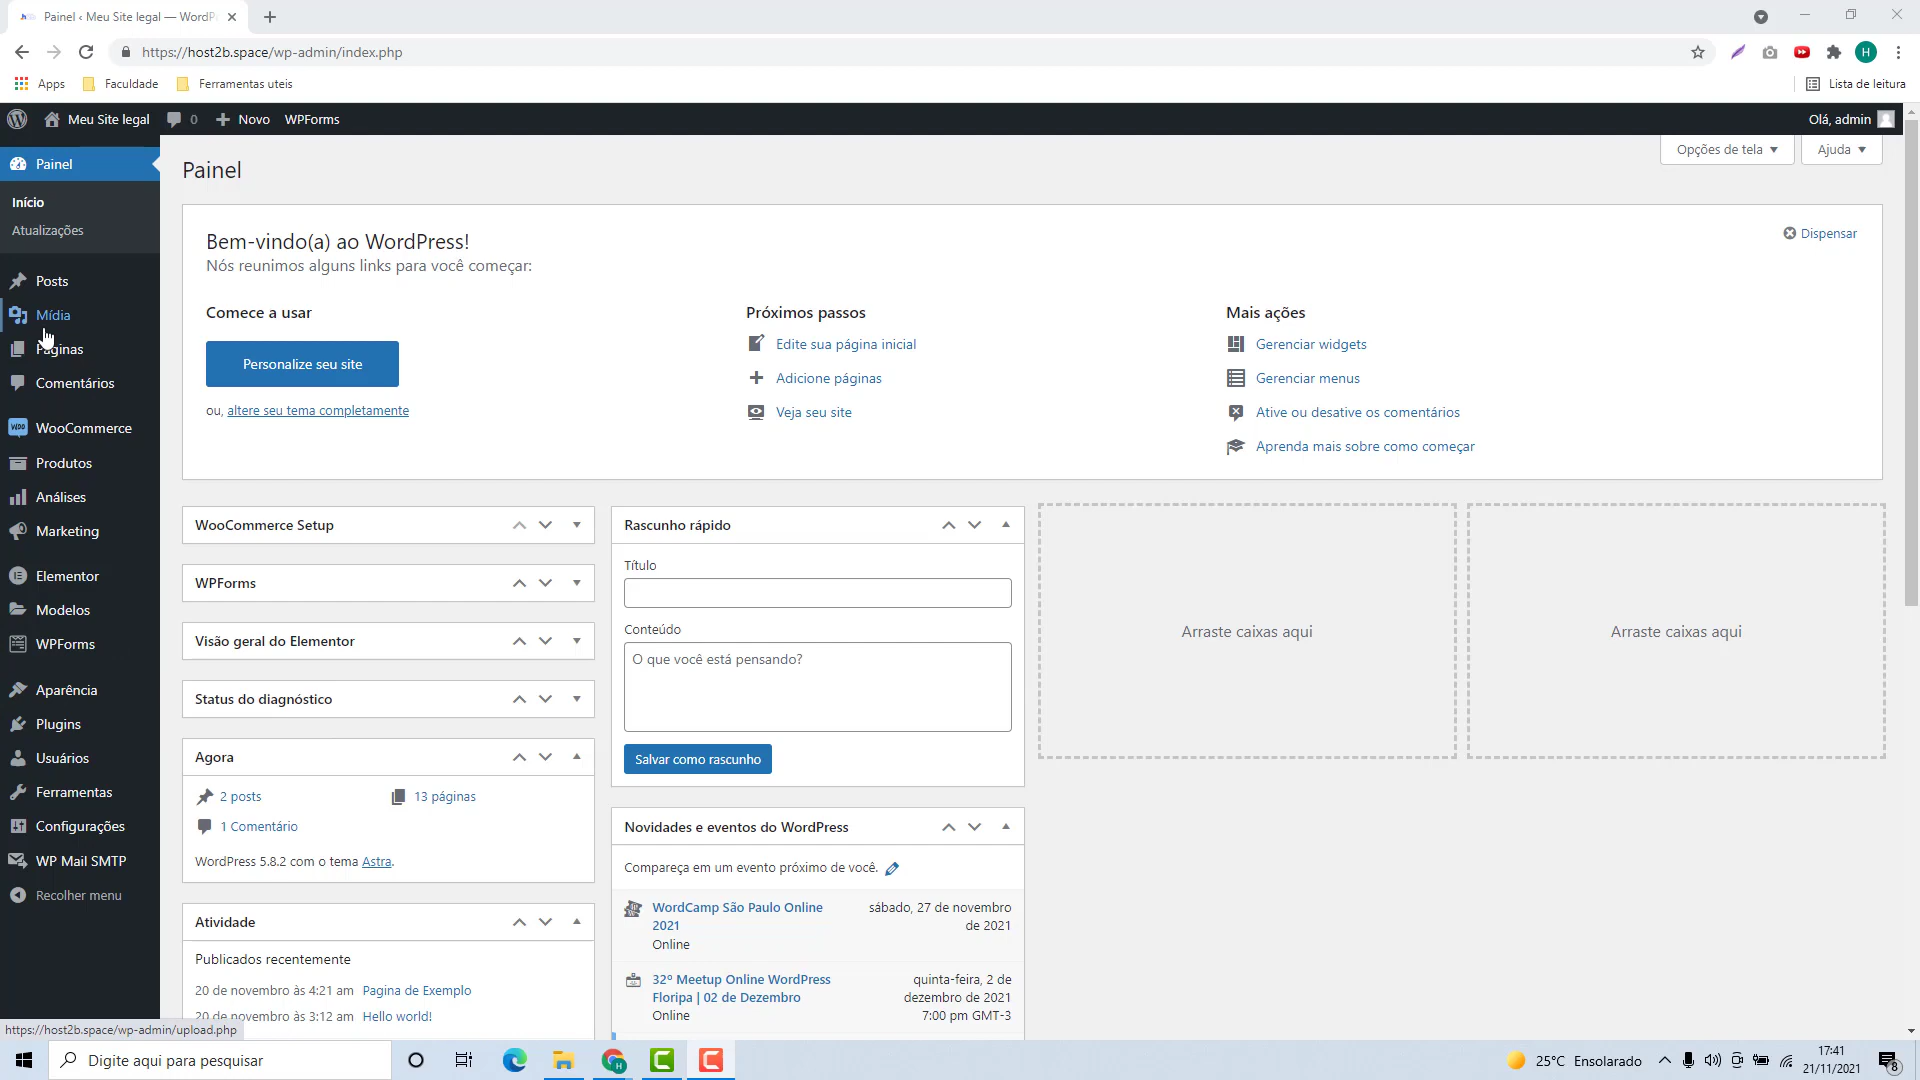 Painel ‹ Meu Site legal — WordP
https://host2b.space/wp-admin/index.php
H
Apps
Faculdade
Ferramentas uteis
Lista de leitura
Meu Site legal
0
Novo
WPForms
Olá, admin
Painel
Início
Atualizações
Posts
Mídia
Páginas
Comentários
WooCommerce
Produtos
Análises
Marketing
Elementor
Modelos
WPForms
Aparência
Plugins
Usuários
Ferramentas
Configurações
WP Mail SMTP
Recolher menu
Painel
Opções de tela
Ajuda
Bem-vindo(a) ao WordPress!
Nós reunimos alguns links para você começar:
Dispensar
Comece a usar
Personalize seu site
ou, altere seu tema completamente
Próximos passos
Edite sua página inicial
Adicione páginas
Veja seu site
Mais ações
Gerenciar widgets
Gerenciar menus
Ative ou desative os comentários
Aprenda mais sobre como começar
WooCommerce Setup
WPForms
Visão geral do Elementor
Status do diagnóstico
Agora
2 posts
13 páginas
1 Comentário
WordPress 5.8.2 com o tema Astra.
Atividade
Publicados recentemente
20 de novembro às 4:21 am Pagina de Exemplo
20 de novembro às 3:12 am Hello world!
Rascunho rápido
Título
Conteúdo
O que você está pensando?
Salvar como rascunho
Novidades e eventos do WordPress
Compareça em um evento próximo de você.
WordCamp São Paulo Online
2021
Online
sábado, 27 de novembro
de 2021
32º Meetup Online WordPress
Floripa | 02 de Dezembro
Online
quinta-feira, 2 de
dezembro de 2021
7:00 pm GMT-3
Arraste caixas aqui
Arraste caixas aqui
https://host2b.space/wp-admin/upload.php
Digite aqui para pesquisar
25°C Ensolarado
17:41
21/11/2021
8